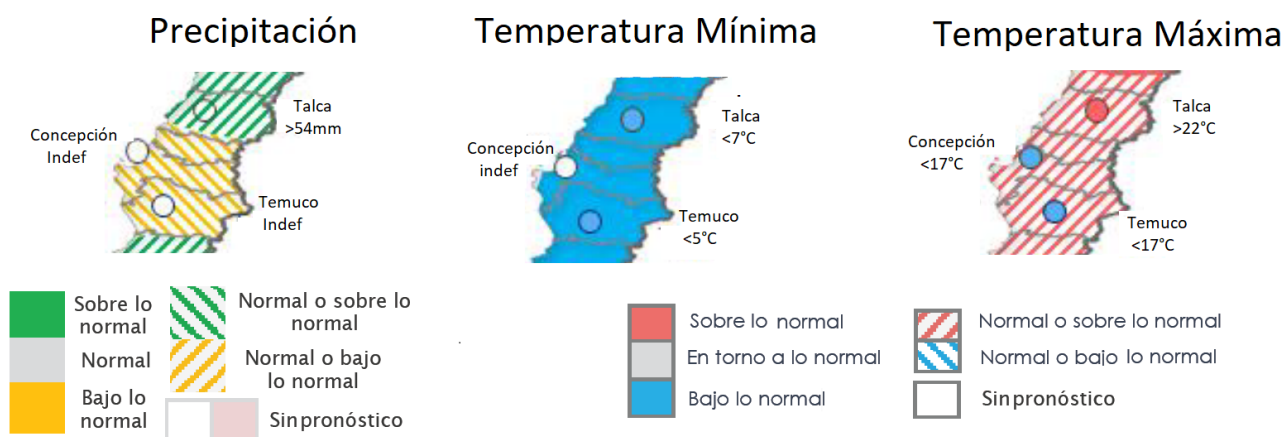 Precipitación
Temperatura Mínima
Temperatura Máxima
Talca
>54mm
Concepción
Indef
Temuco
Indef
Talca
<7°C
Concepción
indef
Temuco
<5°C
Talca
>22°C
Concepción
<17°C
Temuco
<17°C
Sobre lo
normal
Normal
Bajo lo
normal
Normal o sobre lo
normal
Normal o bajo
lo normal
Sin pronóstico
Sobre lo normal
En torno a lo normal
Bajo lo normal
Normal o sobre lo normal
Normal o bajo lo normal
Sin pronóstico